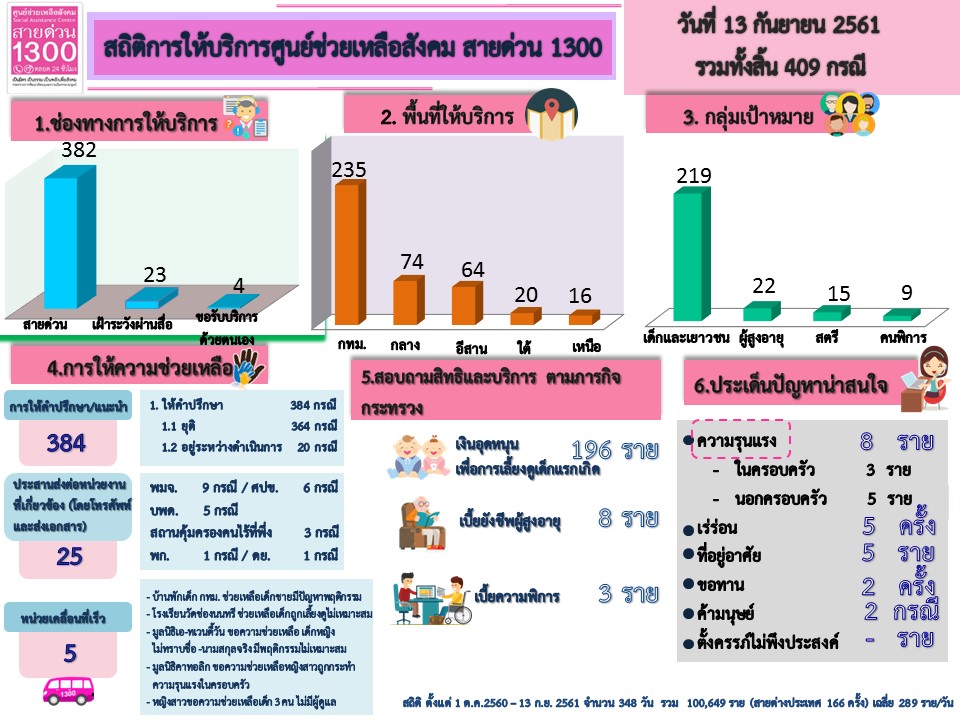 ศูนย์ช่วยเหลือสังคม
Social Assistance Centre
สายด่วน
1300
ตลอด 24 ชั่วโมง
สถิติการให้บริการศูนย์ช่วยเหลือสังคม สายด่วน 1300
วันที่ 13 กันยายน 2561
รวมทั้งสิ้น 409 กรณี
1.ช่องทางการให้บริการ
382
23
4
สายด่วน
เฝ้าระวังผ่านสื่อ
ขอรับบริการ
ด้วยตนเอง
2. พื้นที่ให้บริการ
235
74
64
20
16
กทม.
กลาง
อีสาน
ใต้
เหนือ
3. กลุ่มเป้าหมาย
219
22
15
9
เด็กและเยาวชน
ผู้สูงอายุ
สตรี
คนพิการ
4.การให้ความช่วยเหลือ
การให้คำปรึกษา/แนะนำ
384
1. ให้คำปรึกษา 384 กรณี
1.1 ยุติ 364 กรณี
1.2 อยู่ระหว่างดำเนินการ 20 กรณี
ประสานส่งต่อหน่วยงาน
ที่เกี่ยวข้อง (โดยโทรศัพท์
และส่งเอกสาร)
25
พมจ. 9 กรณี / ศปข. 6 กรณี
บพด. 5 กรณี
สถานคุ้มครองคนไร้ที่พึ่ง 3 กรณี
พก. 1 กรณี / ดย. 1 กรณี
หน่วยเคลื่อนที่เร็ว
5
1300
- บ้านพักเด็ก กทม. ช่วยเหลือเด็กชายมีปัญหาพฤติกรรม
- โรงเรียนวัดช่องนนทรี ช่วยเหลือเด็กถูกเลี้ยงดูไม่เหมาะสม
- มูลนิธิเอ-ทเวนตี้วัน ขอความช่วยเหลือ เด็กหญิง
ไม่ทราบชื่อ -นามสกุลจริง มีพฤติกรรมไม่เหมาะสม
- มูลนิธิคาทอลิก ขอความช่วยเหลือหญิงสาวถูกกระทำ
ความรุนแรงในครอบครัว
- หญิงสาวขอความช่วยเหลือเด็ก 3 คน ไม่มีผู้ดูแล
5.สอบถามสิทธิและบริการ ตามภารกิจ
กระทรวง
เงินอุดหนุน
เพื่อการเลี้ยงดูเด็กแรกเกิด
196 ราย
เบี้ยยังชีพผู้สูงอายุ 8 ราย
เบี้ยความพิการ 3 ราย
6.ประเด็นปัญหาน่าสนใจ
ความรุนแรง 8 ราย
- ในครอบครัว 3 ราย
- นอกครอบครัว 5 ราย
เร่ร่อน 5 ครั้ง
ที่อยู่อาศัย 5 ราย
ขอทาน 2 ครั้ง
ค้ามนุษย์ 2 กรณี
ตั้งครรภ์ไม่พึงประสงค์ - ราย
สถิติ ตั้งแต่ 1 ต.ค.2560 – 13 ก.ย. 2561 จำนวน 348 วัน รวม 100,649 ราย (สายต่างประเทศ 166 ครั้ง) เฉลี่ย 289 ราย/วัน